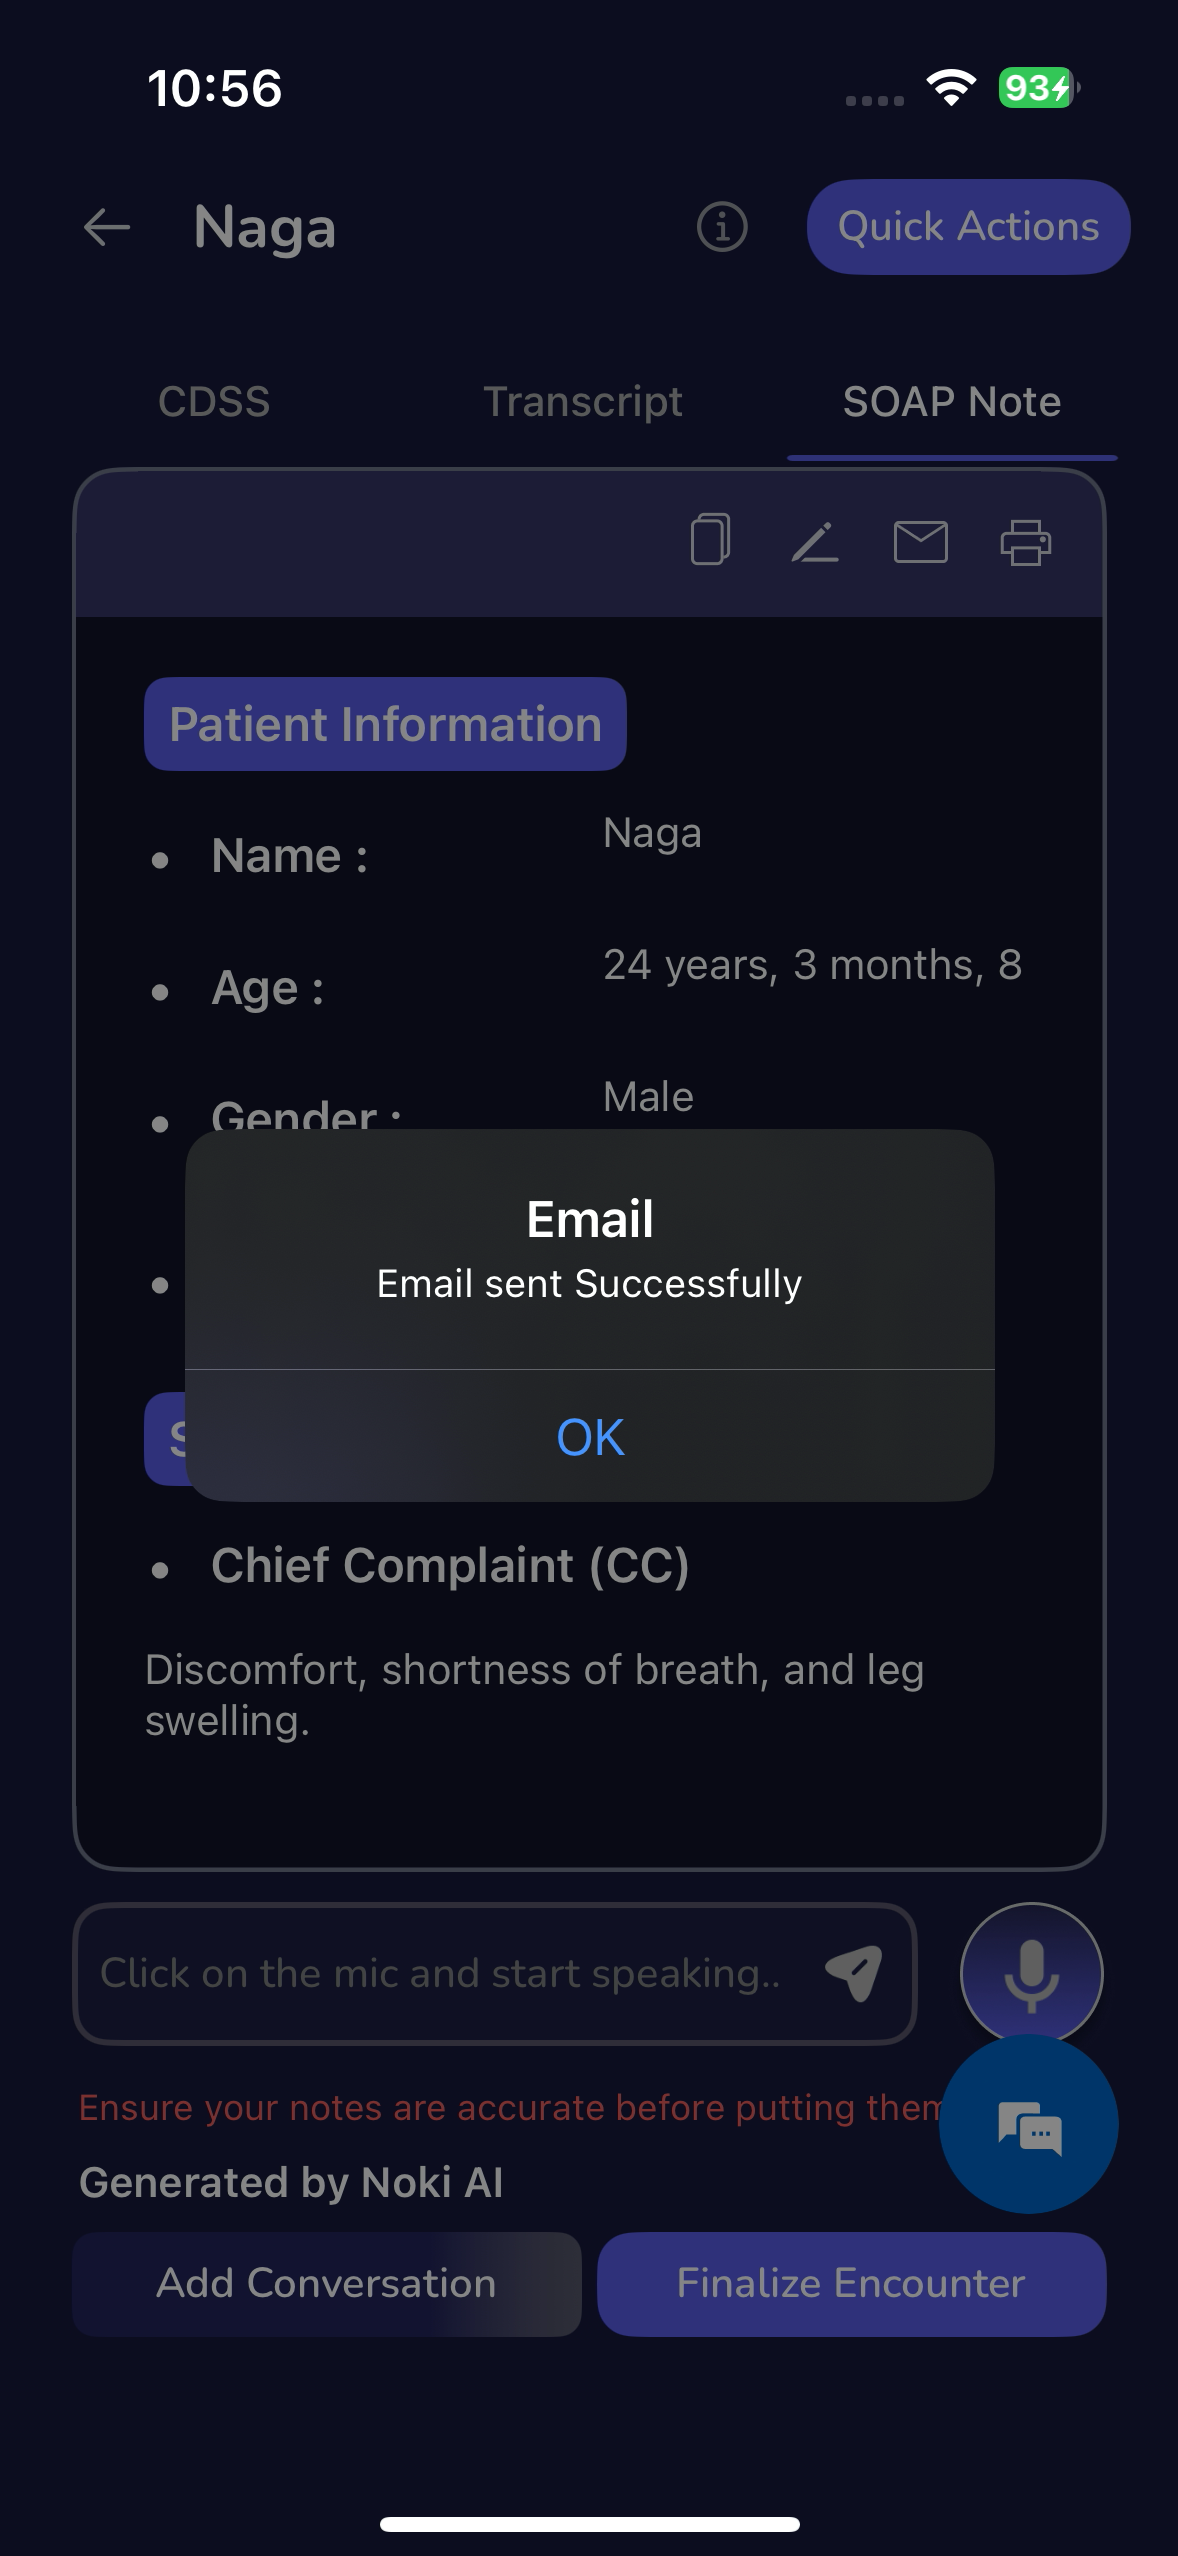 10:56
93
Naga
Quick Actions
CDSS
Transcript
SOAP Note
Patient Information
Name :
Naga
Age :
24 years, 3 months, 8
Gender :
Male
Email
Email sent Successfully
OK
Chief Complaint (CC)
Discomfort, shortness of breath, and leg
swelling.
Click on the mic and start speaking..
Ensure your notes are accurate before putting them
Generated by Noki AI
Add Conversation
Finalize Encounter